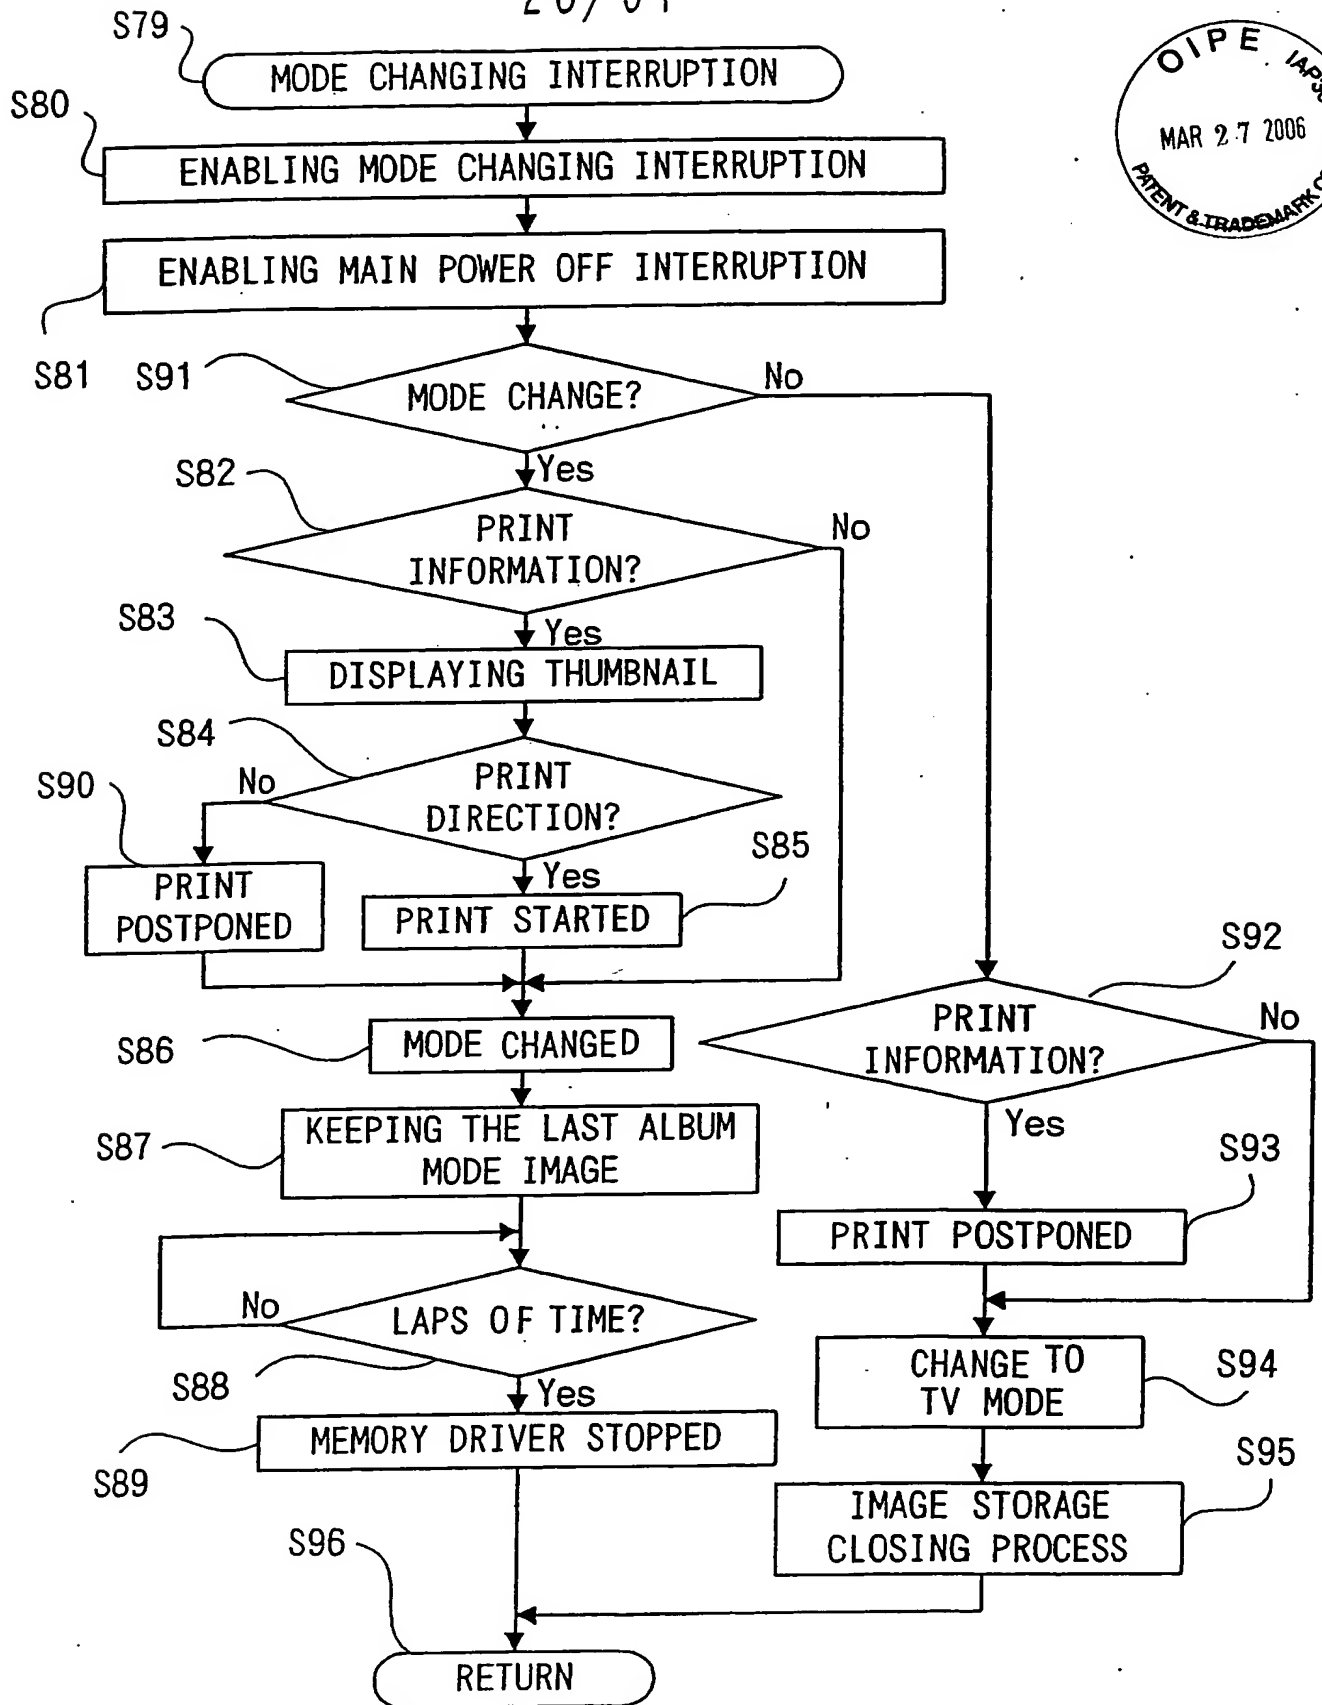 S79
MODE CHANGING INTERRUPTION
S80
ENABLING MODE CHANGING INTERRUPTION
ENABLING MAIN POWER OFF INTERRUPTION
S81
S91
MODE CHANGE?
No
Yes
S82
PRINT
INFORMATION?
No
Yes
S83
DISPLAYING THUMBNAIL
S84
PRINT
DIRECTION?
No
S90
PRINT
POSTPONED
Yes
S85
PRINT STARTED
S86
MODE CHANGED
S87
KEEPING THE LAST ALBUM
MODE IMAGE
LAPS OF TIME?
No
S88
Yes
MEMORY DRIVER STOPPED
S89
S92
PRINT
INFORMATION?
No
Yes
S93
PRINT POSTPONED
CHANGE TO
TV MODE
S94
S95
IMAGE STORAGE
CLOSING PROCESS
S96
RETURN
OIPE
MAR 27 2006
PATENT & TRADEMARK